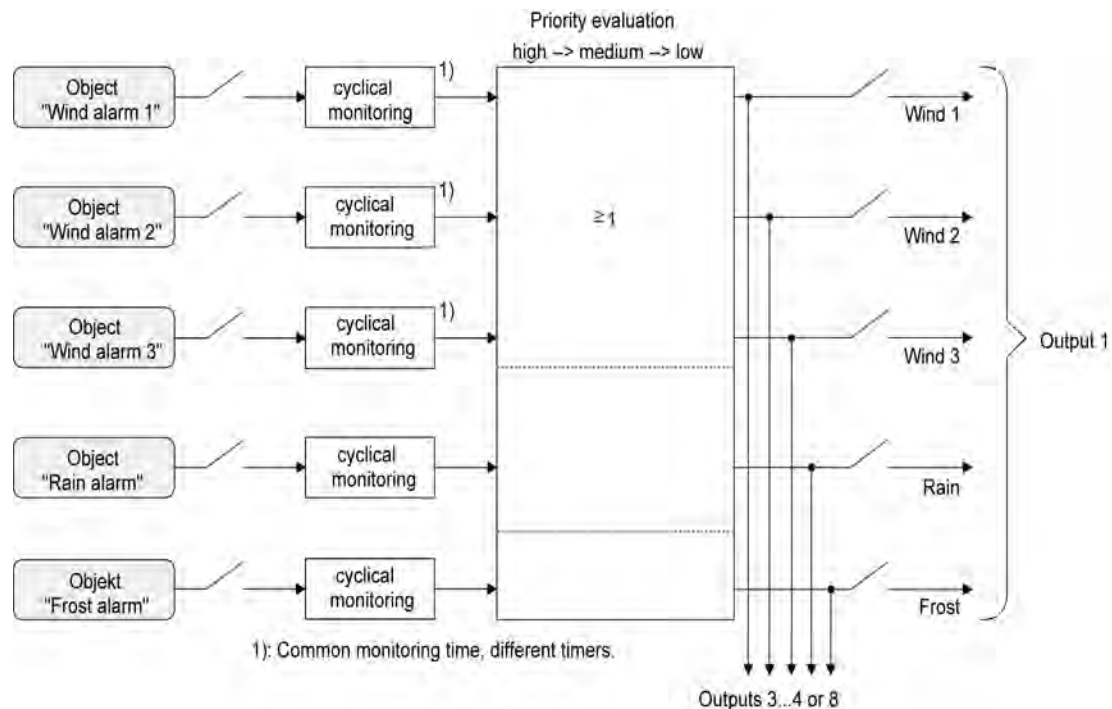 Priority evaluation
high --> medium --> low
Object
"Wind alarm 1"
cyclical
monitoring
1)
Wind 1
Object
"Wind alarm 2"
cyclical
monitoring
1)
≥1
Wind 2
Object
"Wind alarm 3"
cyclical
monitoring
1)
Wind 3
Output 1
Object
"Rain alarm"
cyclical
monitoring
Rain
Objekt
"Frost alarm"
cyclical
monitoring
Frost
1): Common monitoring time, different timers.
Outputs 3...4 or 8